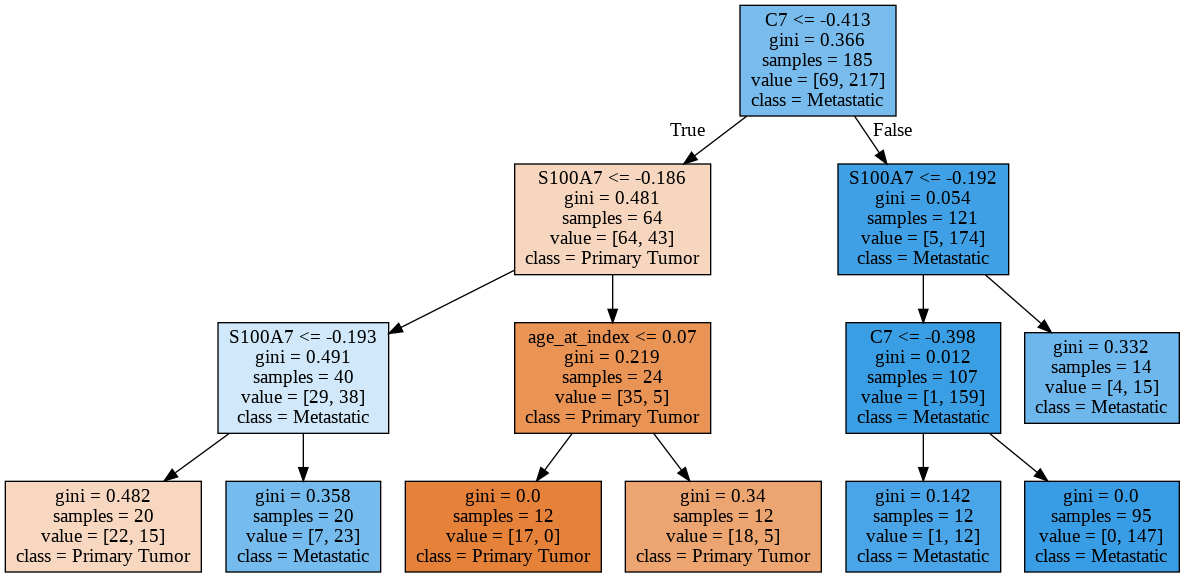 C7 <= -0.413
gini = 0.366
samples = 185
value = [69, 217]
class = Metastatic
True
False
S100A7 <= -0.186
gini = 0.481
samples = 64
value = [64, 43]
class = Primary Tumor
S100A7 <= -0.192
gini = 0.054
samples = 121
value = [5, 174]
class = Metastatic
S100A7 <= -0.193
gini = 0.491
samples = 40
value = [29, 38]
class = Metastatic
age_at_index <= 0.07
gini = 0.219
samples = 24
value = [35, 5]
class = Primary Tumor
C7 <= -0.398
gini = 0.012
samples = 107
value = [1, 159]
class = Metastatic
gini = 0.332
samples = 14
value = [4, 15]
class = Metastatic
gini = 0.482
samples = 20
value = [22, 15]
class = Primary Tumor
gini = 0.358
samples = 20
value = [7, 23]
class = Metastatic
gini = 0.0
samples = 12
value = [17, 0]
class = Primary Tumor
gini = 0.34
samples = 12
value = [18, 5]
class = Primary Tumor
gini = 0.142
samples = 12
value = [1, 12]
class = Metastatic
gini = 0.0
samples = 95
value = [0, 147]
class = Metastatic